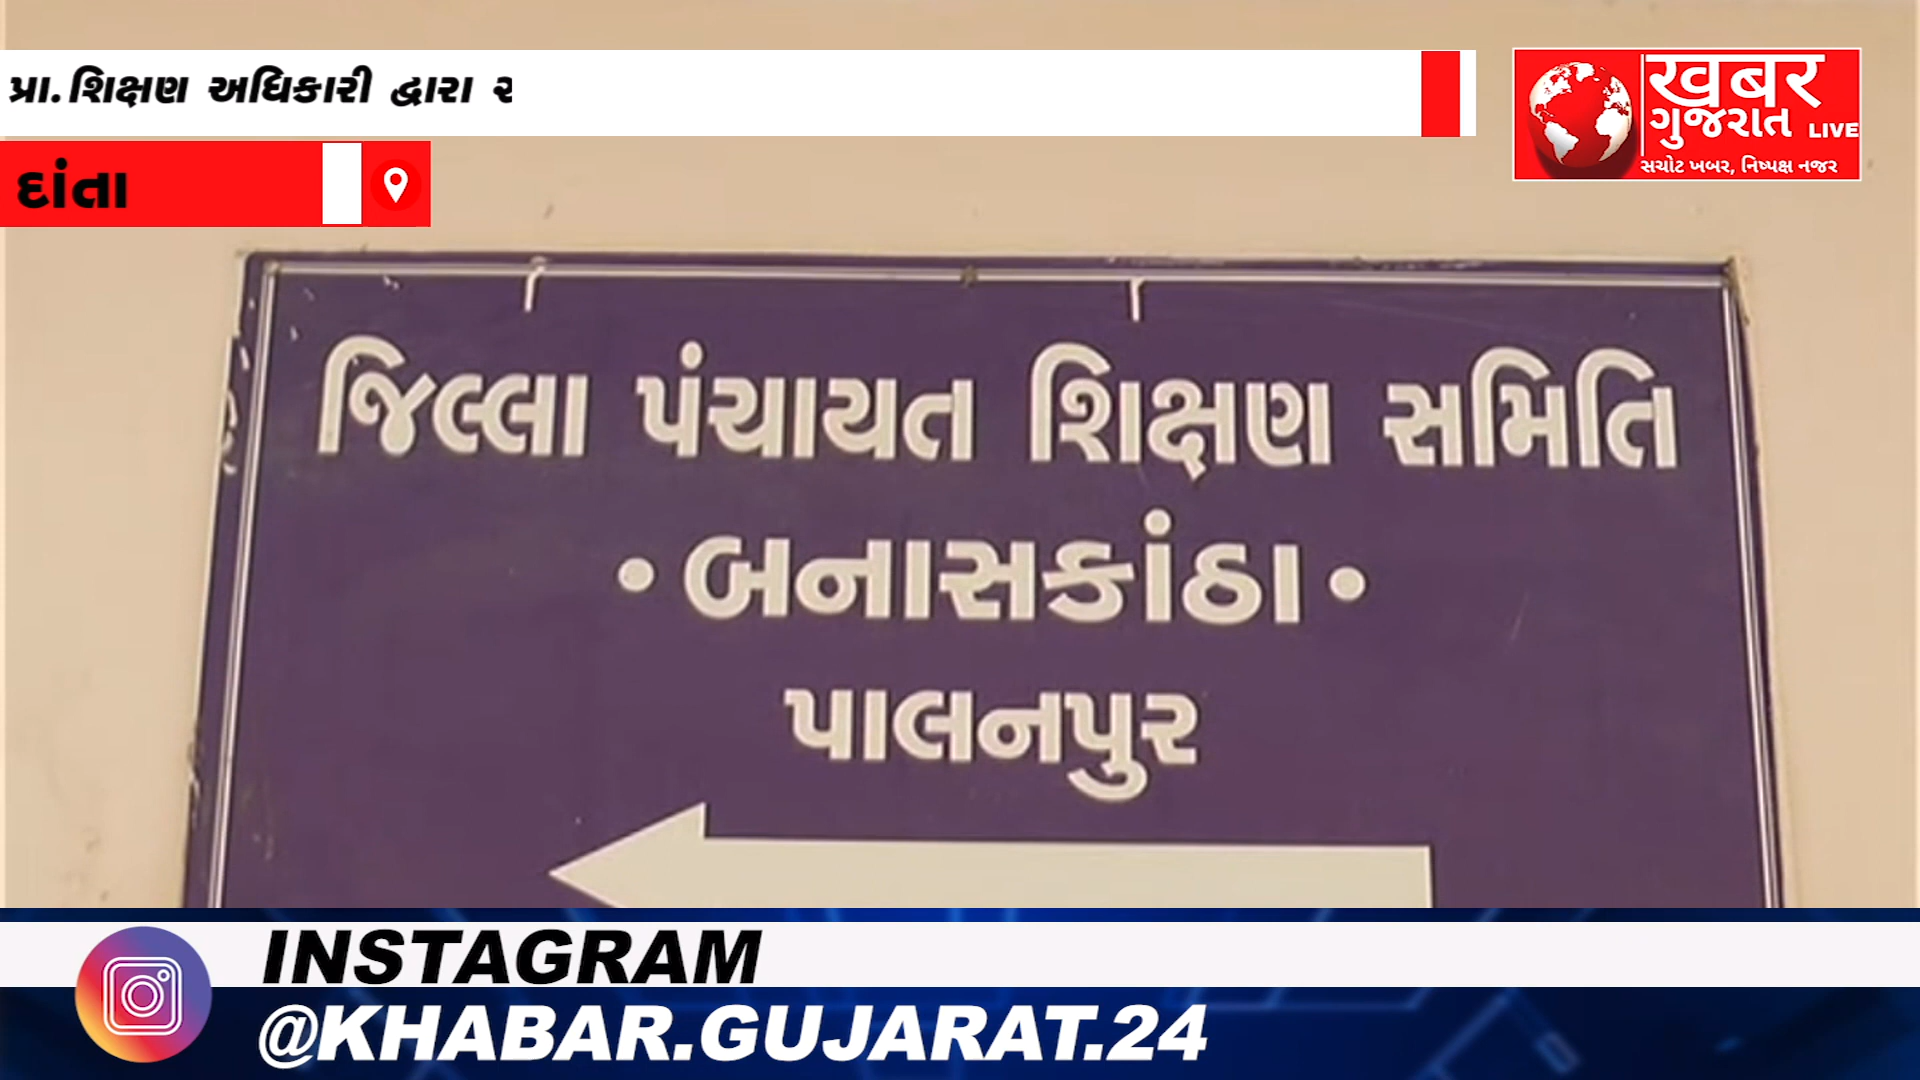 પ્રા. શિક્ષણ અધિકારી દ્વારા
દાંતા
ખબર
ગુજરાત LIVE
સચોટ ખબર, નિષ્પક્ષ નજર
જિલ્લા પંચાયત શિક્ષણ સમિતિ
• બનાસકાંઠા •
પાલનપુર
INSTAGRAM
@KHABAR.GUJARAT.24